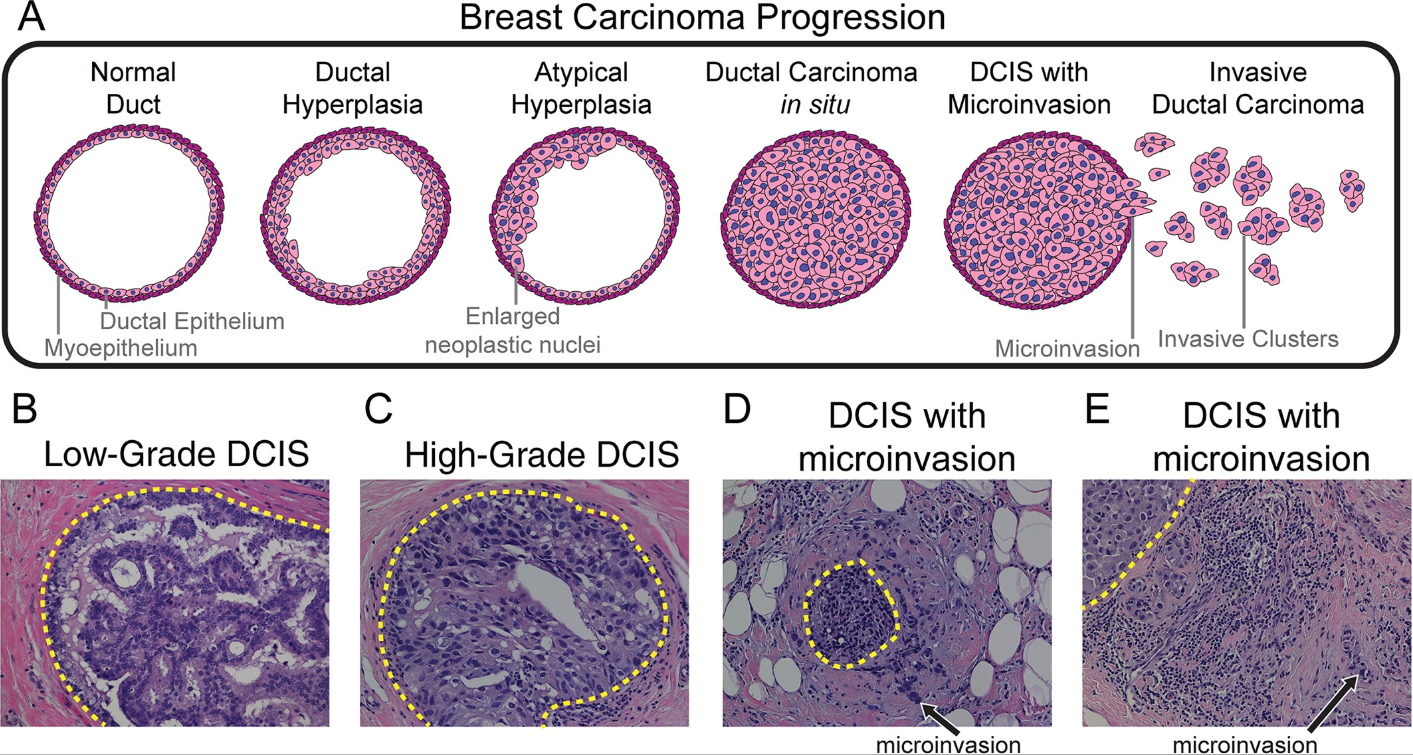 A
Breast Carcinoma Progression
Normal
Duct
Ductal
Hyperplasia
Atypical
Hyperplasia
Ductal Carcinoma
in situ
DCIS with
Microinvasion
Invasive
Ductal Carcinoma
Ductal Epithelium
Myoepithelium
Enlarged
neoplastic nuclei
Microinvasion
Invasive Clusters
B
Low-Grade DCIS
C
High-Grade DCIS
D
DCIS with
microinvasion
E
DCIS with
microinvasion
microinvasion
microinvasion